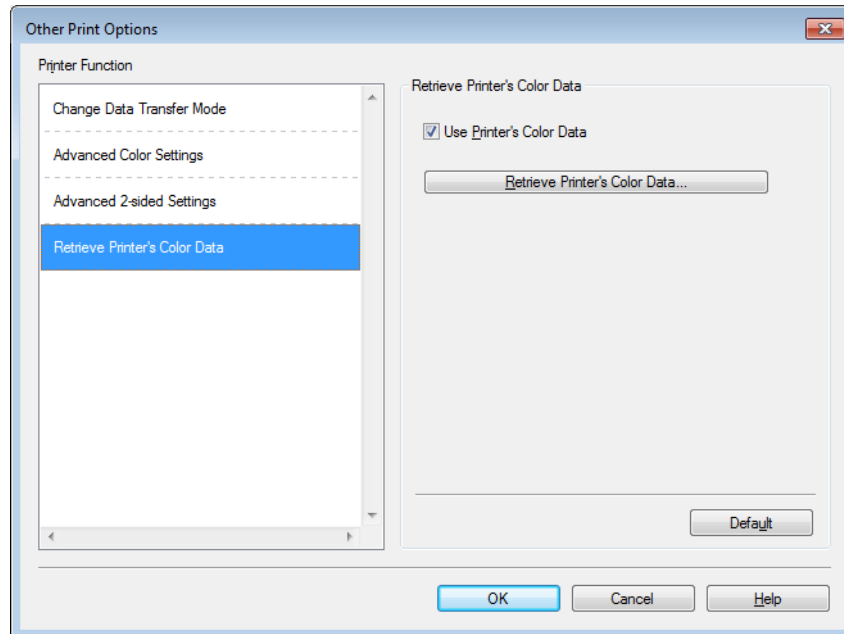 Other Print Options
Printer Function
Change Data Transfer Mode
Advanced Color Settings
Advanced 2-sided Settings
Retrieve Printer's Color Data
Retrieve Printer's Color Data
Use Printer's Color Data
Retrieve Printer's Color Data...
Default
OK
Cancel
Help